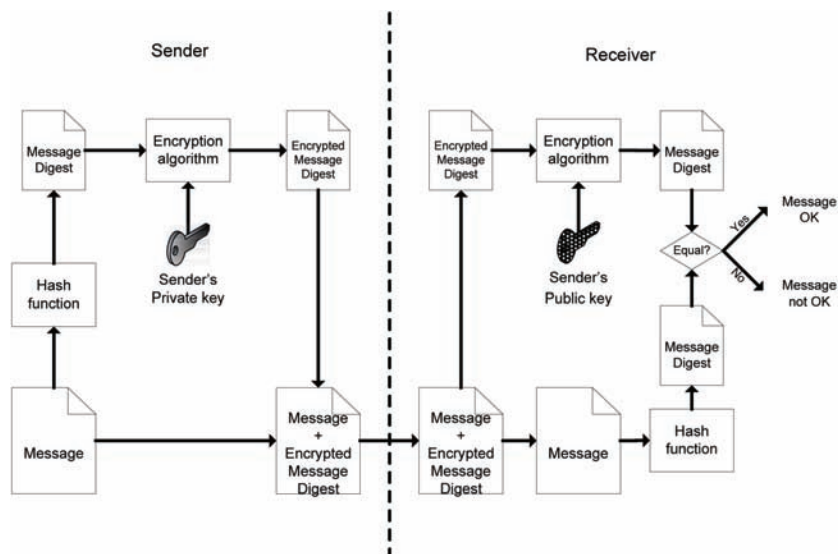 Sender
Receiver
Message
Digest
Encryption
algorithm
Encrypted
Message
Digest
Sender's
Private key
Hash
function
Message
Message
+
Encrypted
Message
Digest
Encrypted
Message
Digest
Encryption
algorithm
Message
Digest
Sender's
Public key
Equal?
Yes
No
Message
OK
Message
not OK
Message
Digest
Message
+
Encrypted
Message
Digest
Message
Hash
function